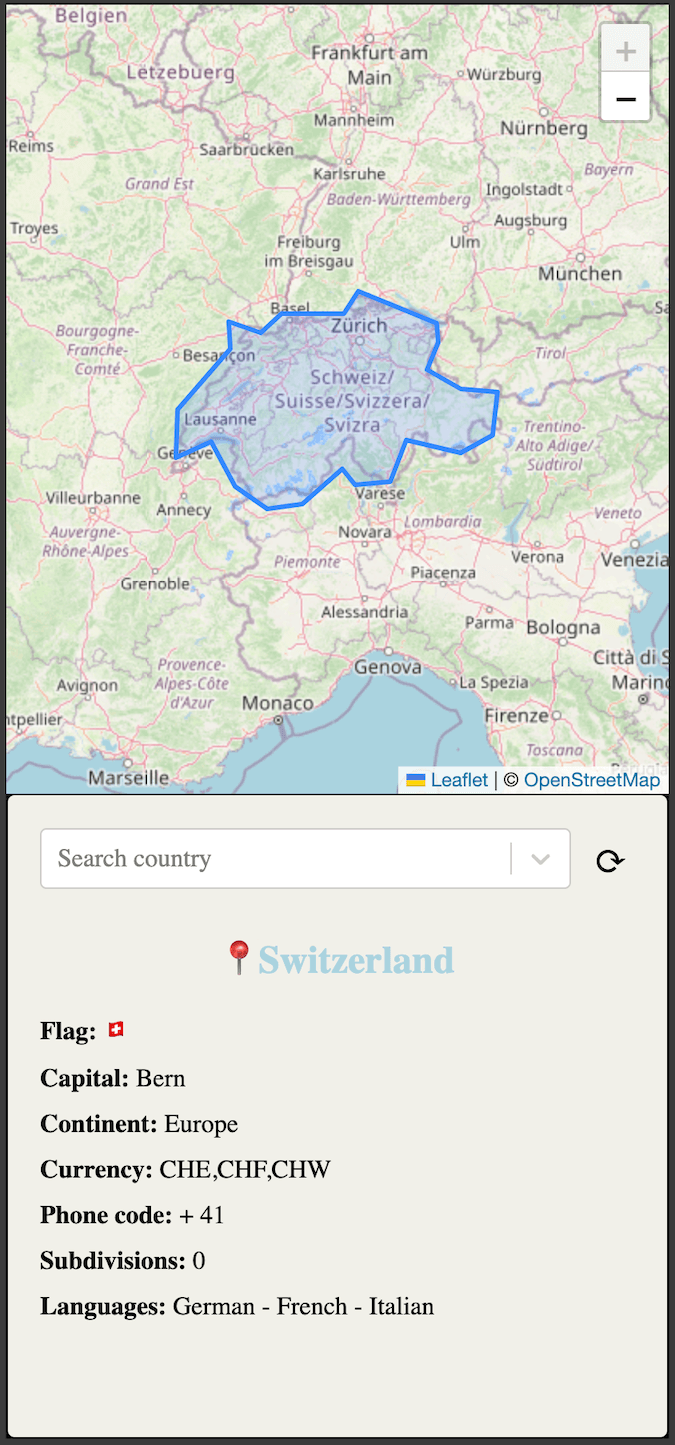 Belgien
Frankfurt am
Main
Lëtzebuerg
Würzburg
+
−
Mannheim
Nürnberg
Reims
Saarbrücken
Karlsruhe
Bayern
Grand Est
Ingolstadt
Baden-Württemberg
Troyes
Augsburg
Freiburg
im Breisgau
Ulm
München
Basel
Zürich
Bourgogne-
Franche-
Comté
Besançon
Tirol
Schweiz/
Suisse/Svizzera/
Svizra
Lausanne
Trentino-
Alto Adige/
Südtirol
Genève
Varese
Villeurbanne
Annecy
Lombardia
Veneto
Auvergne-
Rhône-Alpes
Novara
Verona
Venezia
Piemonte
Piacenza
Grenoble
Alessandria
Parma
Bologna
Provence-
Alpes-Côte
d'Azur
Genova
Città di S
Marino
Avignon
La Spezia
Monaco
ntpellier
Firenze
Toscana
Marseille
Leaflet | © OpenStreetMap
Search country
⟳
📍Switzerland
Flag: 🇨🇭
Capital: Bern
Continent: Europe
Currency: CHE,CHF,CHW
Phone code: + 41
Subdivisions: 0
Languages: German - French - Italian